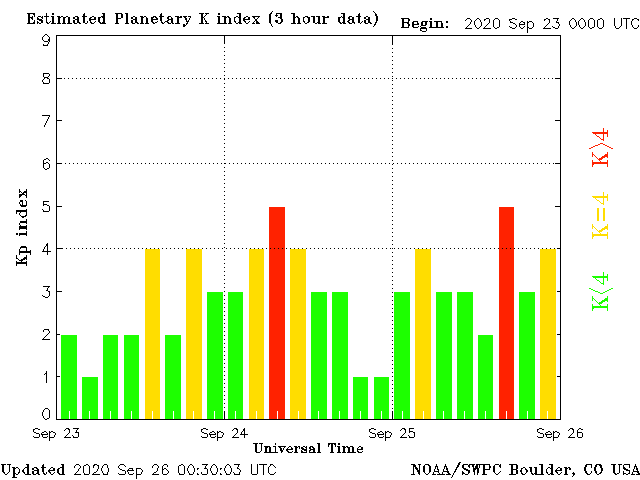 Estimated Planetary K index (3 hour data)
Begin: 2020 Sep 23 0000 UTC
9
8
7
6
5
4
3
2
1
0
Kp index
K>4
K=4
K<4
Sep 23
Sep 24
Sep 25
Sep 26
Universal Time
Updated 2020 Sep 26 00:30:03 UTC
NOAA/SWPC Boulder, CO USA